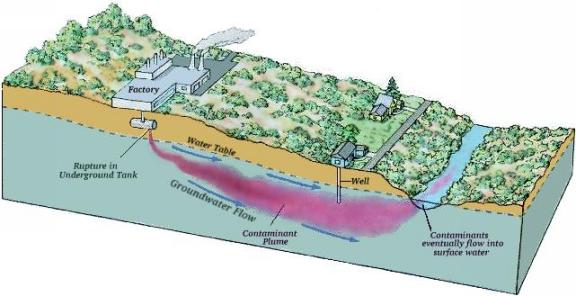 Factory
Water Table
Rupture in
Underground Tank
Well
Groundwater Flow
Contaminant
Plume
Contaminants
eventually flow into
surface water